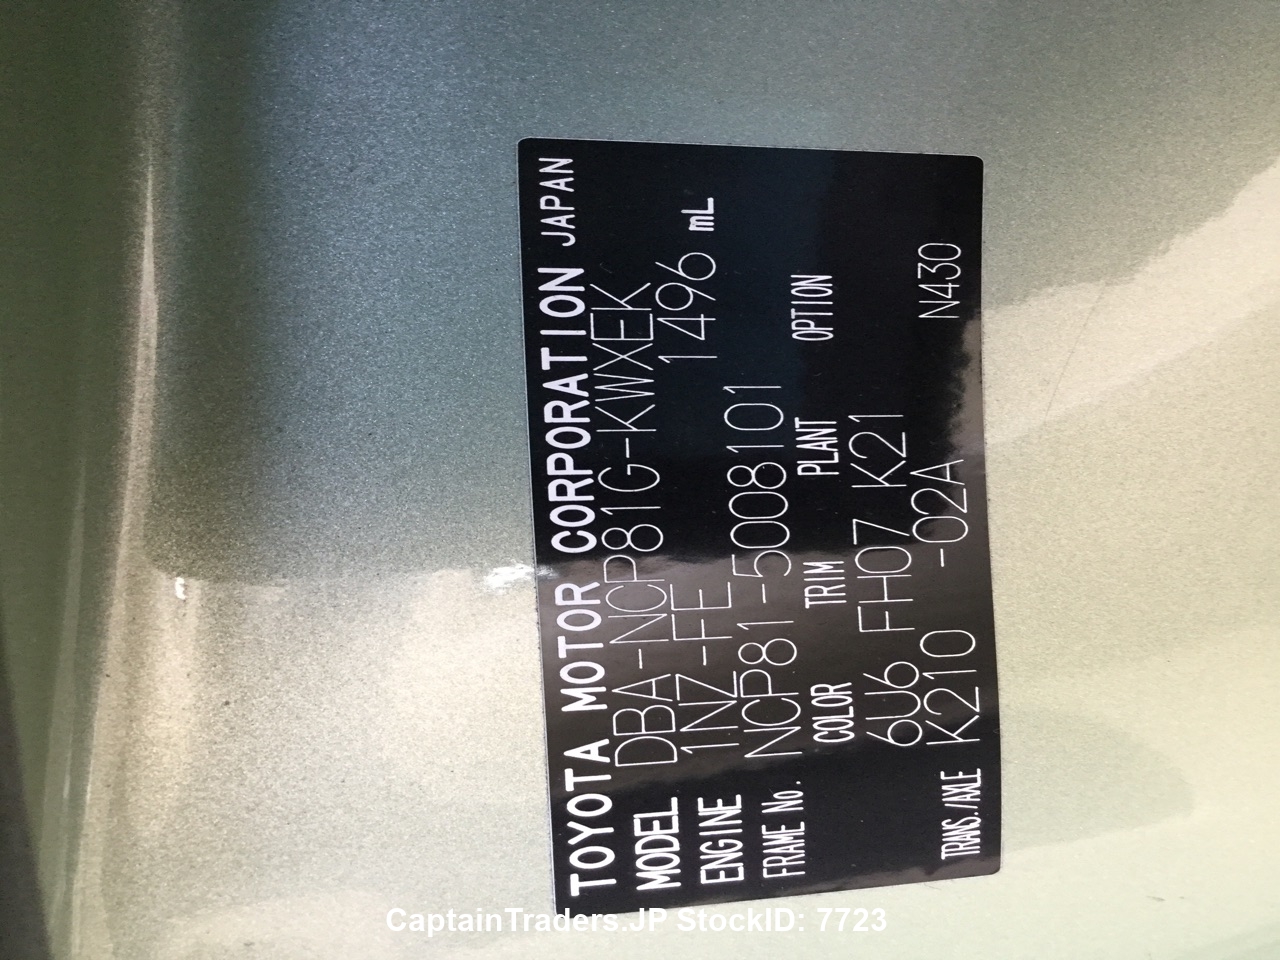 TOYOTA MOTOR CORPORATION JAPAN
MODEL DBA-NCP81G-KWXEK
ENGINE 1NZ-FE 1496 mL
FRAME No. NCP81-5008101
COLOR TRIM PLANT OPTION
6U6 FH07 K21
TRANS./AXLE K210 -02A N430
CaptainTraders.JP StockID: 7723